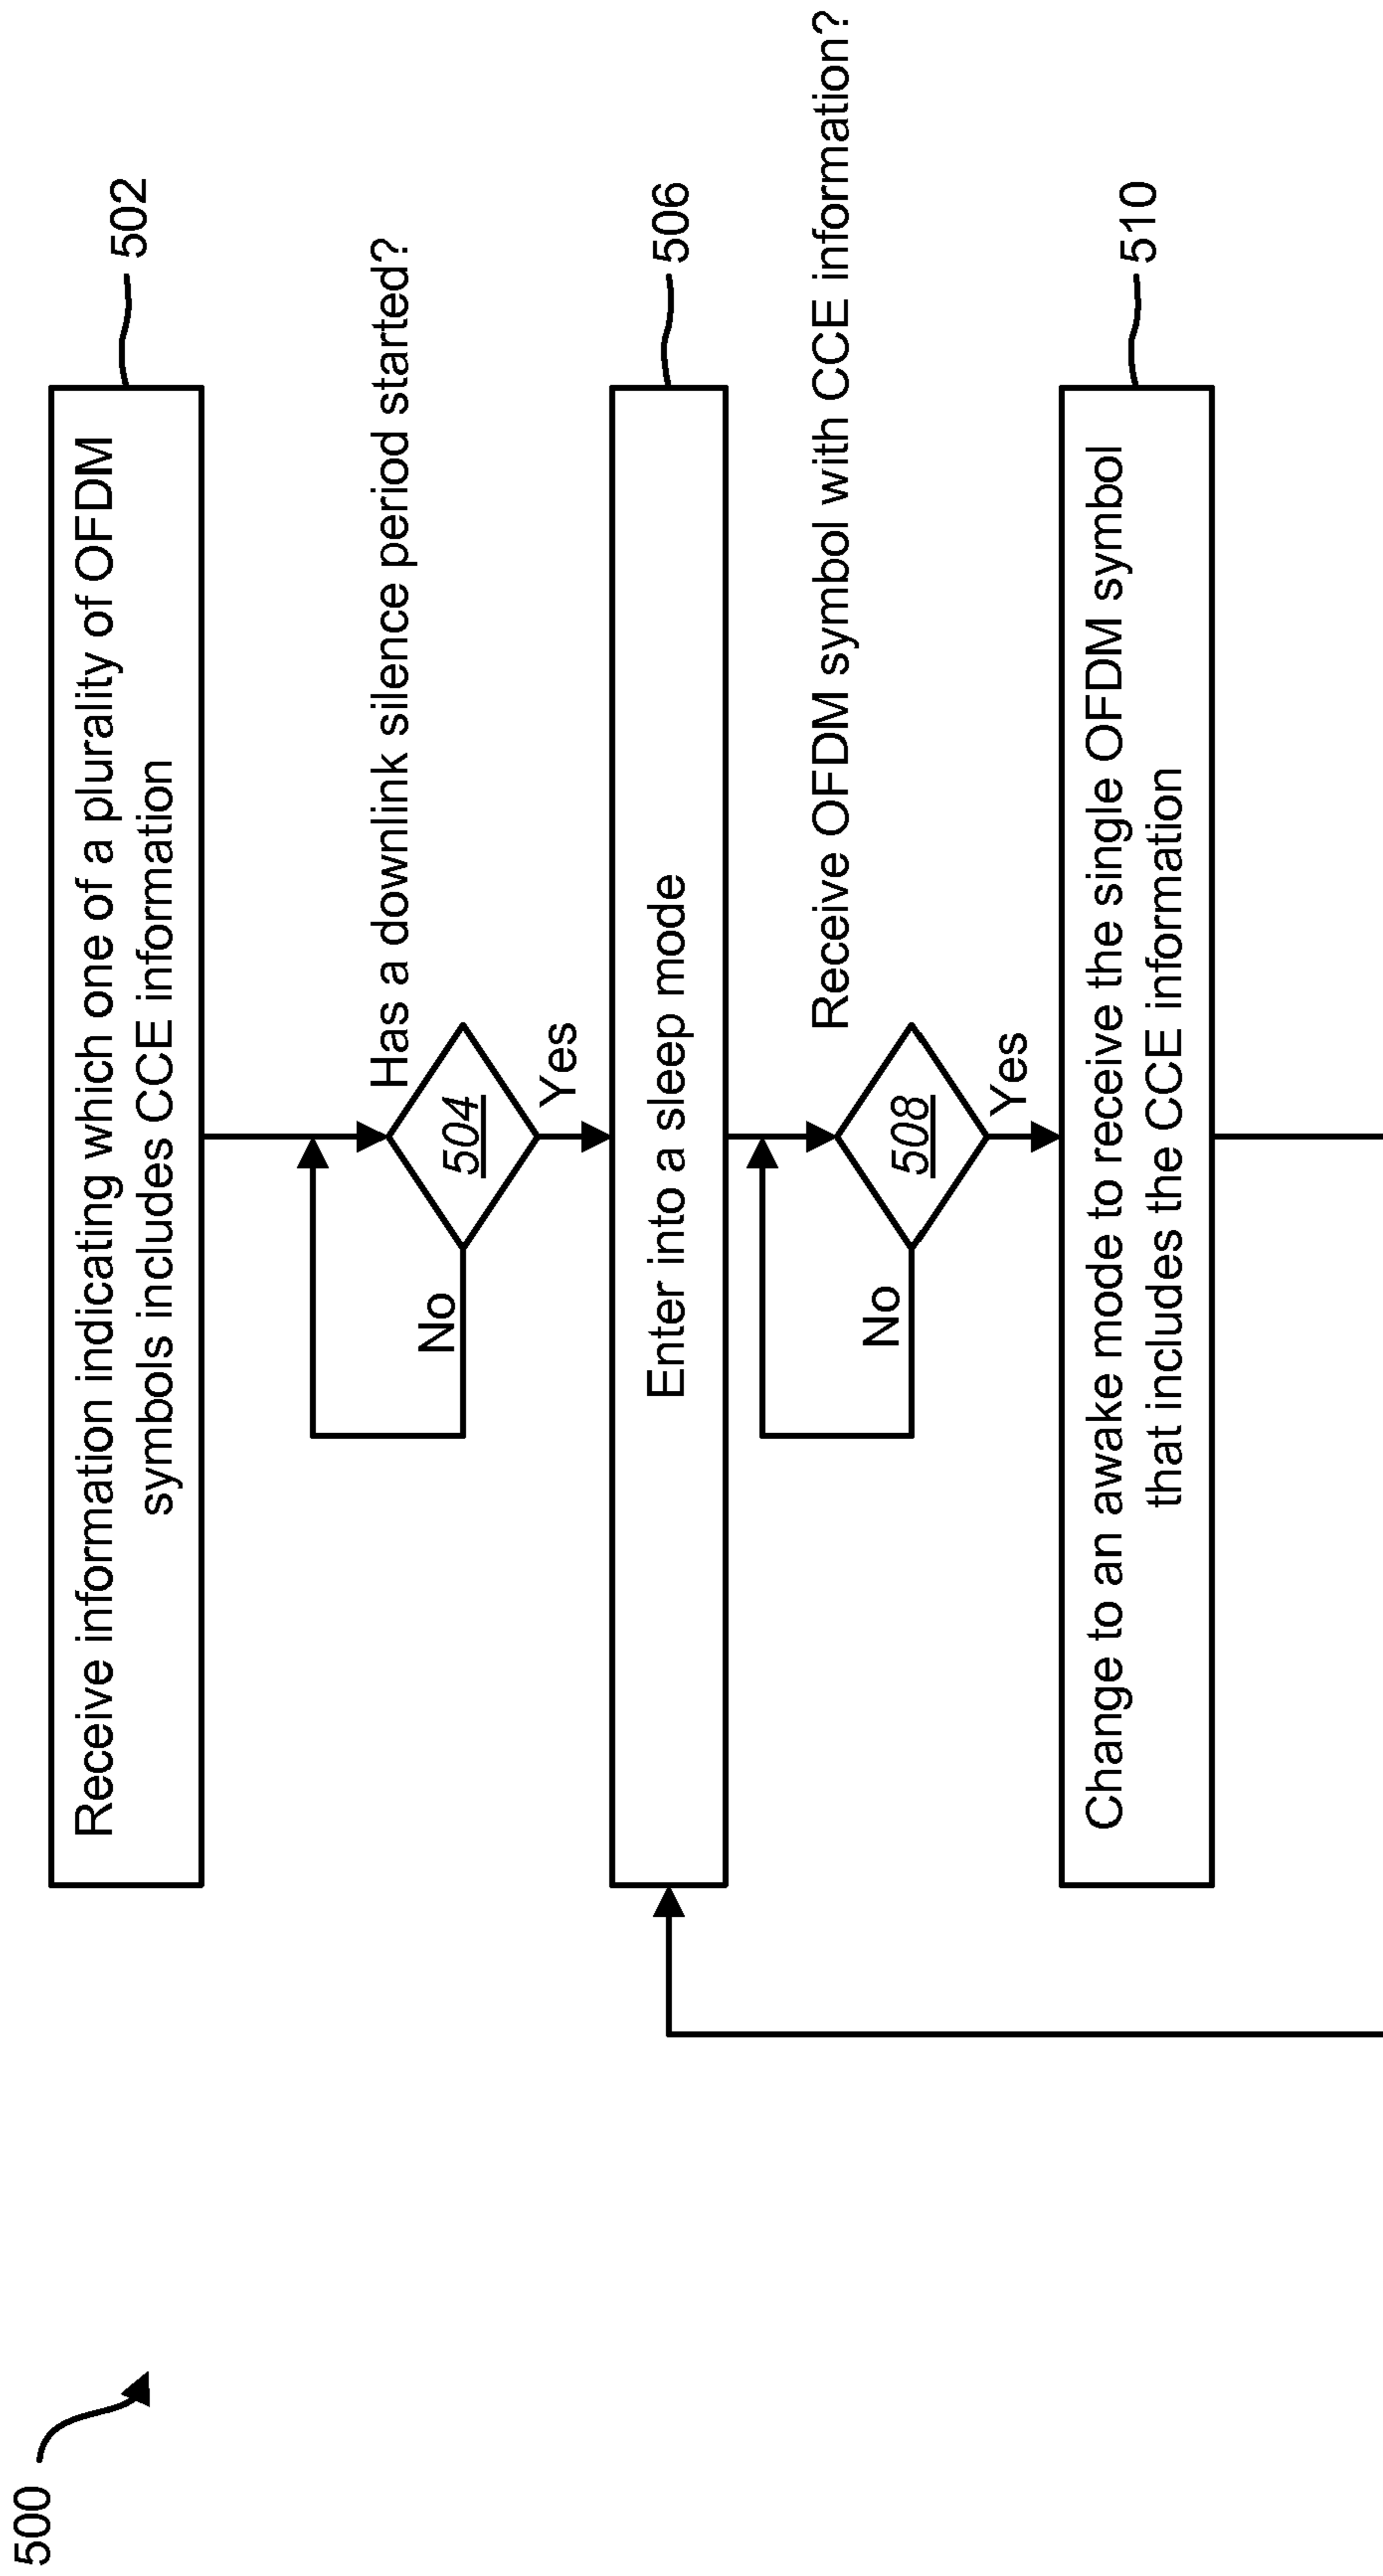 500
Receive information indicating which one of a plurality of OFDM
symbols includes CCE information
502
Has a downlink silence period started?
504
No
Yes
Enter into a sleep mode
506
Receive OFDM symbol with CCE information?
508
No
Yes
Change to an awake mode to receive the single OFDM symbol
that includes the CCE information
510